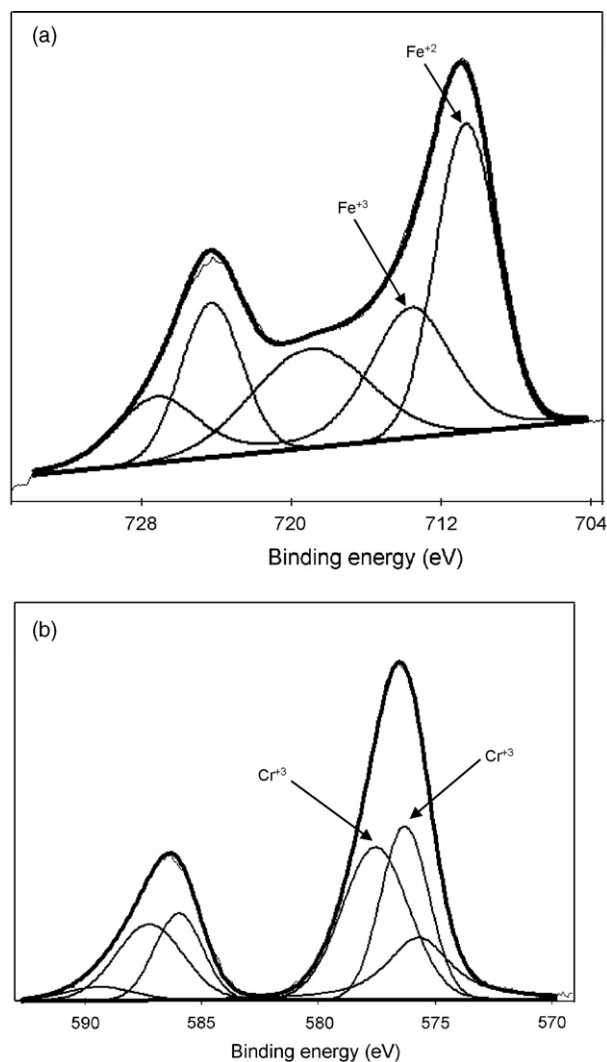 (a)
Fe+2
Fe+3
728 720 712 704
Binding energy (eV)
(b)
Cr+3
Cr+3
590 585 580 575 570
Binding energy (eV)